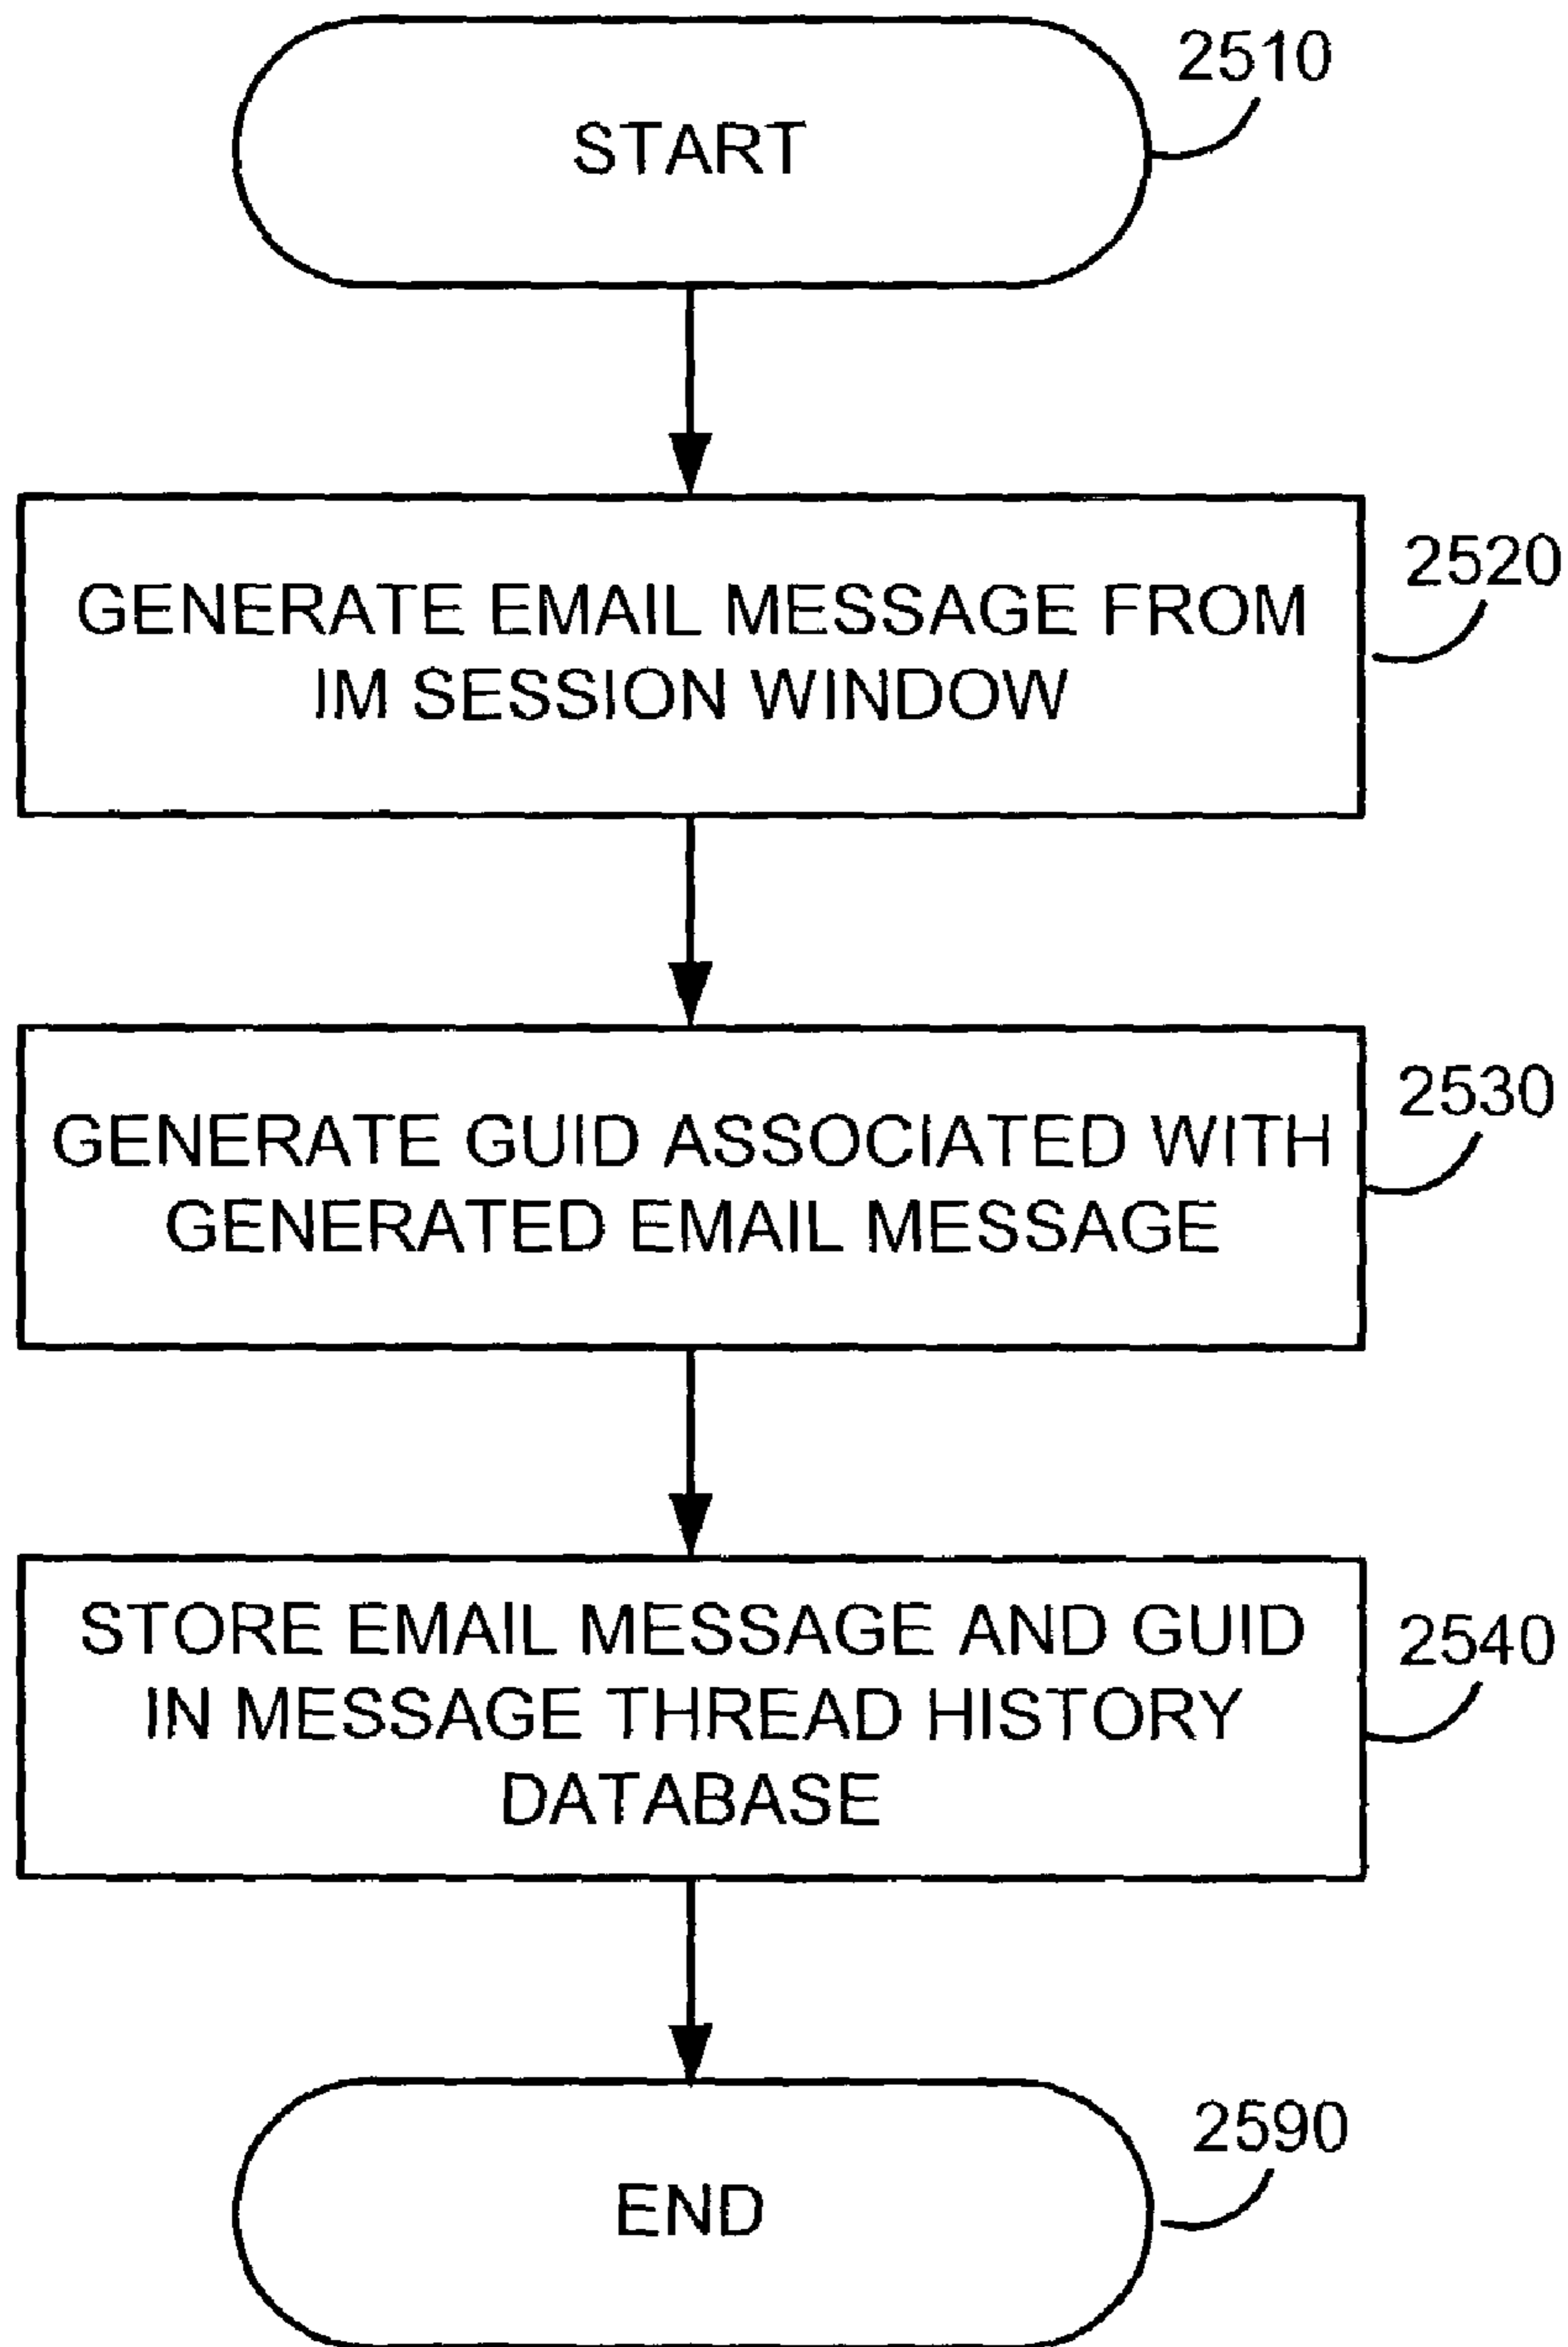 START
2510
GENERATE EMAIL MESSAGE FROM
IM SESSION WINDOW
2520
GENERATE GUID ASSOCIATED WITH
GENERATED EMAIL MESSAGE
2530
STORE EMAIL MESSAGE AND GUID
IN MESSAGE THREAD HISTORY
DATABASE
2540
END
2590